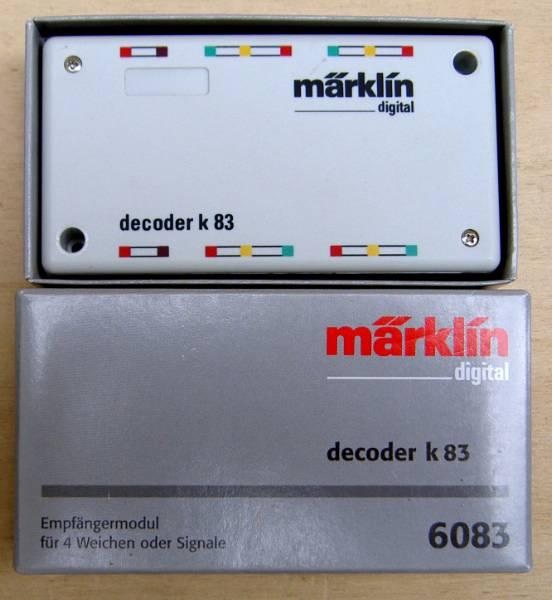 märklin
digital
decoder k 83
märklin
digital
decoder k 83
Empfängermodul
für 4 Weichen oder Signale
6083